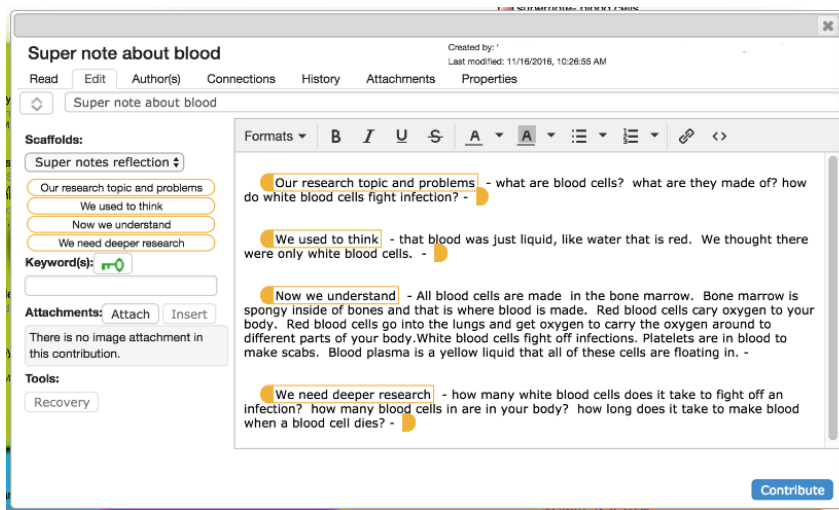 Super note about blood
Created by: '
Last modified: 11/16/2016, 10:26:55 AM
Read Edit Author(s) Connections History Attachments Properties
Super note about blood
Scaffolds:
Super notes reflection
Our research topic and problems
We used to think
Now we understand
We need deeper research
Keyword(s):
Attachments: Attach Insert
There is no image attachment in
this contribution.
Tools:
Recovery
Formats B I U S A A
Our research topic and problems - what are blood cells? what are they made of? how
do white blood cells fight infection? -
We used to think - that blood was just liquid, like water that is red. We thought there
were only white blood cells. -
Now we understand - All blood cells are made in the bone marrow. Bone marrow is
spongy inside of bones and that is where blood is made. Red blood cells cary oxygen to your
body. Red blood cells go into the lungs and get oxygen to carry the oxygen around to
different parts of your body.White blood cells fight off infections. Platelets are in blood to
make scabs. Blood plasma is a yellow liquid that all of these cells are floating in. -
We need deeper research - how many white blood cells does it take to fight off an
infection? how many blood cells in are in your body? how long does it take to make blood
when a blood cell dies? -
Contribute